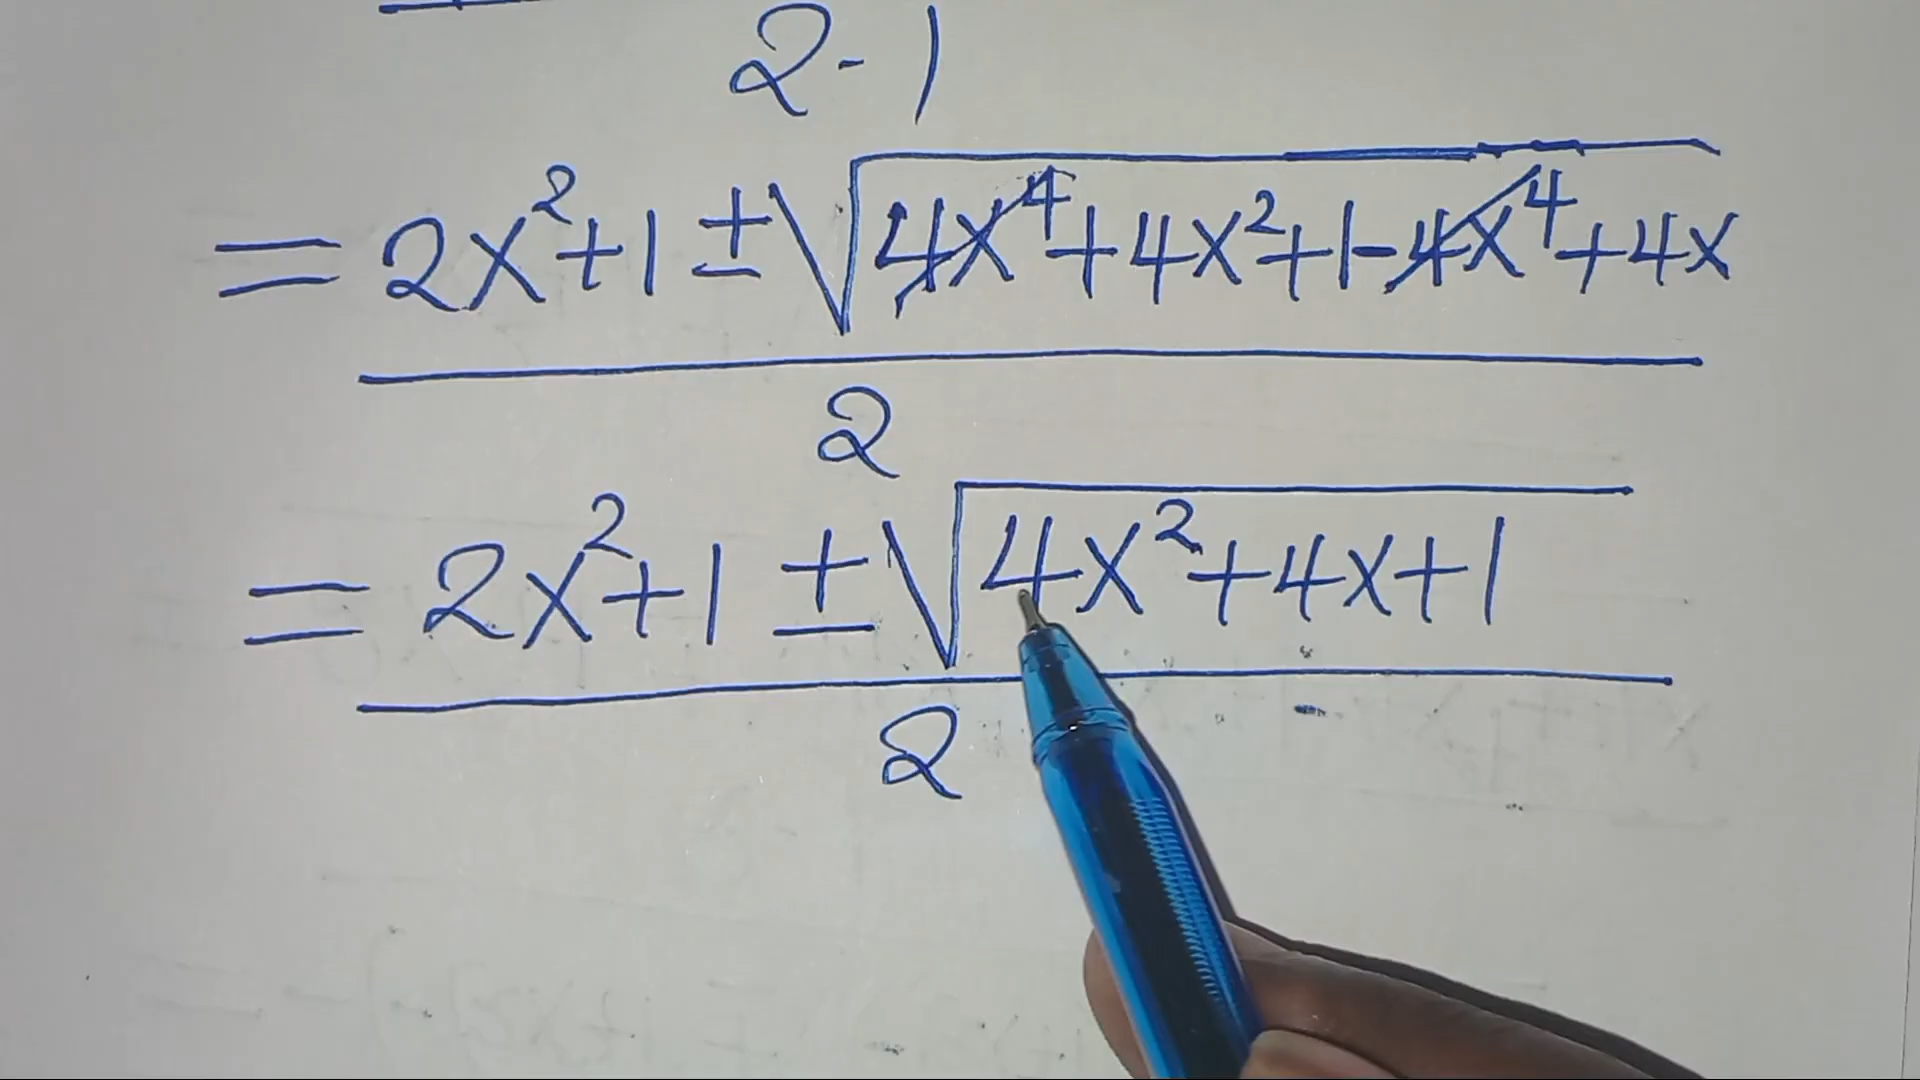 2·1
= 2x²+1 ± √4x⁴+4x²+1-4x⁴+4x
2
= 2x²+1 ± √4x²+4x+1
2